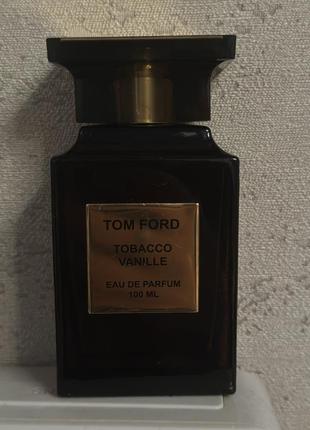 TOM FORD
TOBACCO
VANILLE
EAU DE PARFUM
100 ML